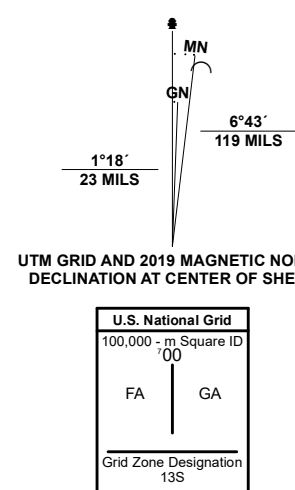 MN
GN
6°43´
119 MILS
1°18´
23 MILS
UTM GRID AND 2019 MAGNETIC NO
DECLINATION AT CENTER OF SHE
U.S. National Grid
100,000 - m Square ID
⁷00
FA GA
Grid Zone Designation
13S